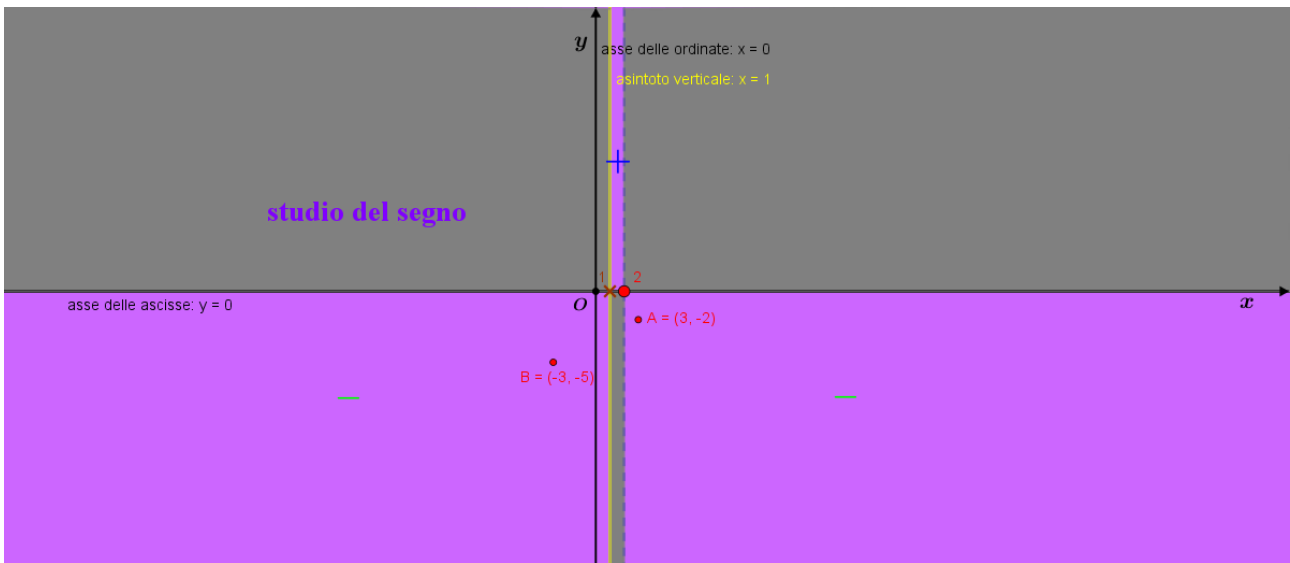 y
asse delle ordinate: x = 0
asintoto verticale: x = 1
studio del segno
1 2
asse delle ascisse: y = 0
O
x
A = (3, -2)
B = (-3, -5)